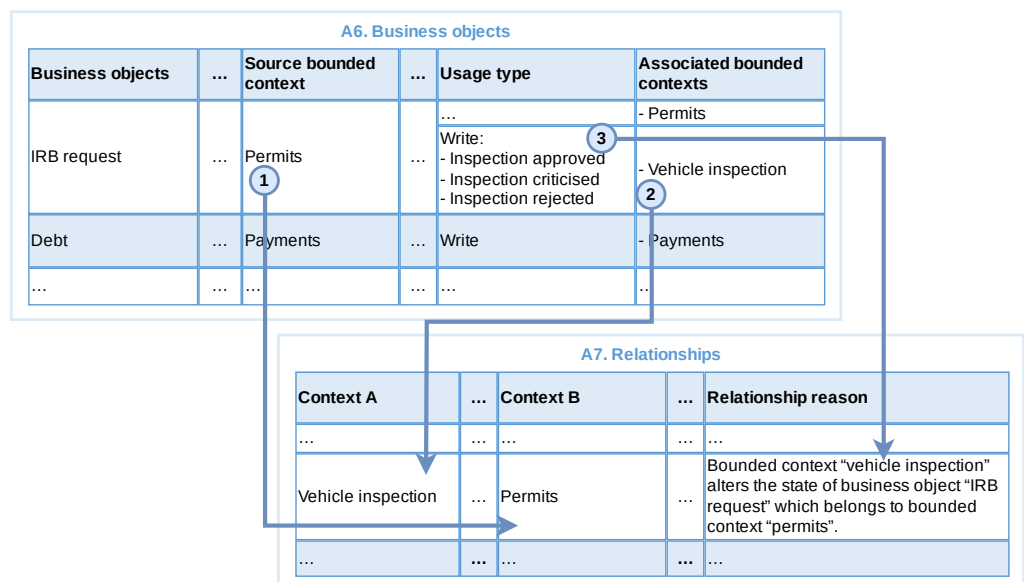 A6. Business objects
Business objects
...
Source bounded
context
...
Usage type
Associated bounded
contexts
...
- Permits
IRB request
...
Permits
...
Write:
- Inspection approved
- Inspection criticised
- Inspection rejected
- Vehicle inspection
1
3
2
Debt
...
Payments
...
Write
- Payments
...
...
...
...
...
...
A7. Relationships
Context A
...
Context B
...
Relationship reason
...
...
...
...
...
Vehicle inspection
...
Permits
...
Bounded context “vehicle inspection”
alters the state of business object “IRB
request” which belongs to bounded
context “permits”.
...
...
...
...
...